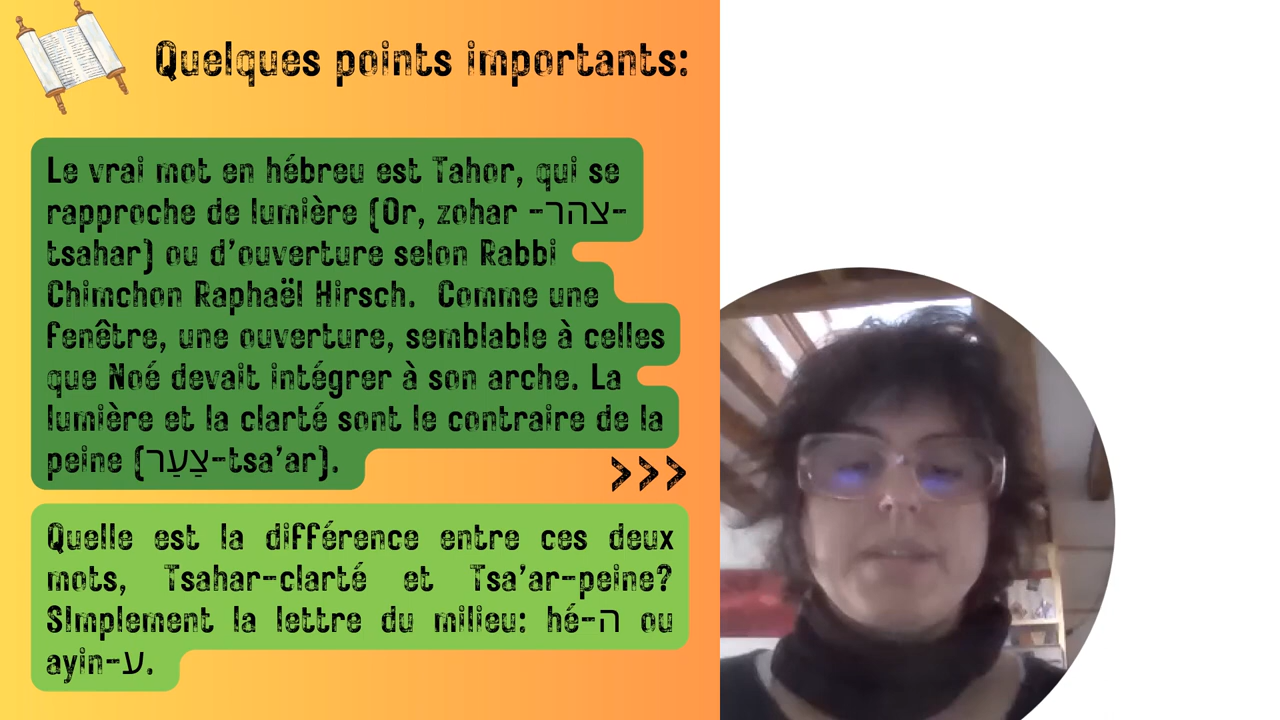 Quelques points importants:
Le vrai mot en hébreu est Tahor, qui se
rapproche de lumière (Or, zohar -צהר-
tsahar) ou d'ouverture selon Rabbi
Chimchon Raphaël Hirsch. Comme une
fenêtre, une ouverture, semblable à celles
que Noé devait intégrer à son arche. La
lumière et la clarté sont le contraire de la
peine (צַעַר-tsa'ar).
>>>
Quelle est la différence entre ces deux
mots, Tsahar-clarté et Tsa'ar-peine?
SImplement la lettre du milieu: hé-ה ou
ayin-ע.